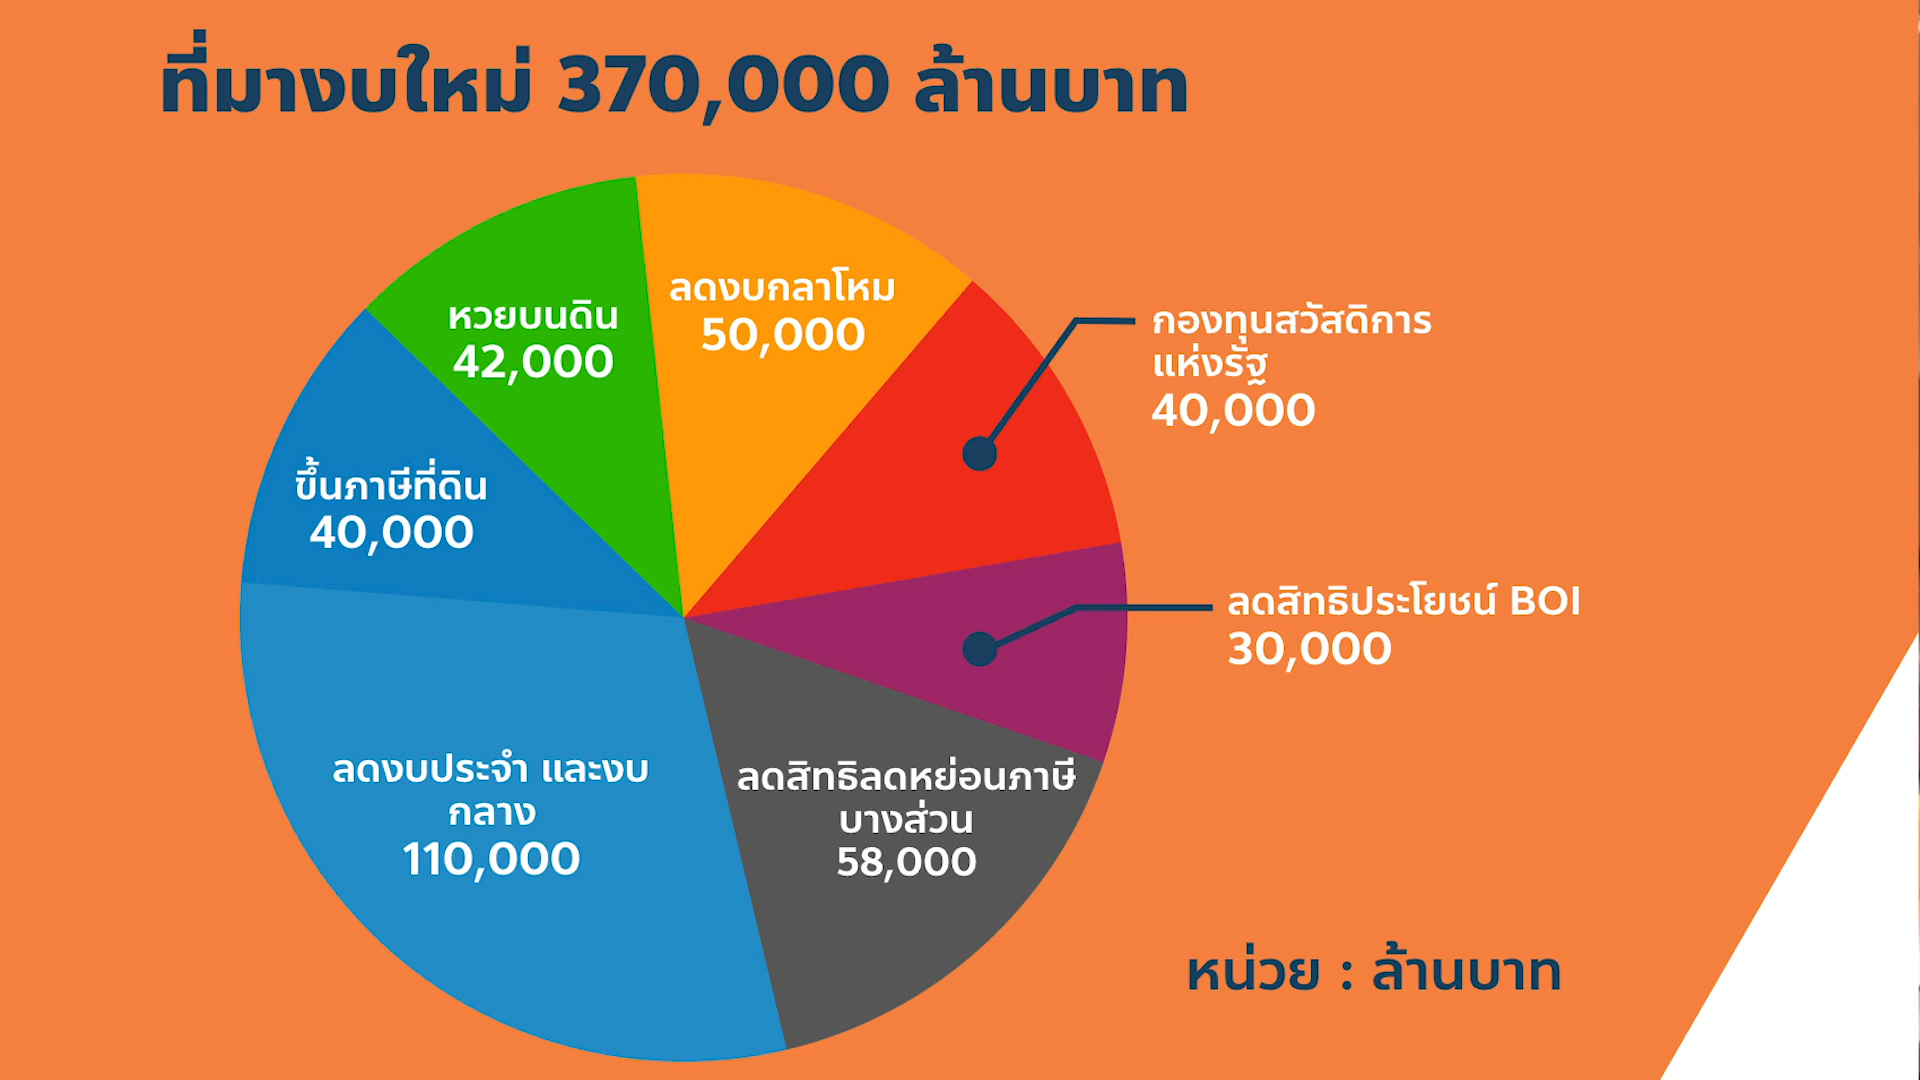 ที่มางบใหม่ 370,000 ล้านบาท
ลดงบกลาโหม
50,000
หวยบนดิน
42,000
กองทุนสวัสดิการ
แห่งรัฐ
40,000
ขึ้นภาษีที่ดิน
40,000
ลดสิทธิประโยชน์ BOI
30,000
ลดงบประจำ และงบ
กลาง
110,000
ลดสิทธิลดหย่อนภาษี
บางส่วน
58,000
หน่วย : ล้านบาท